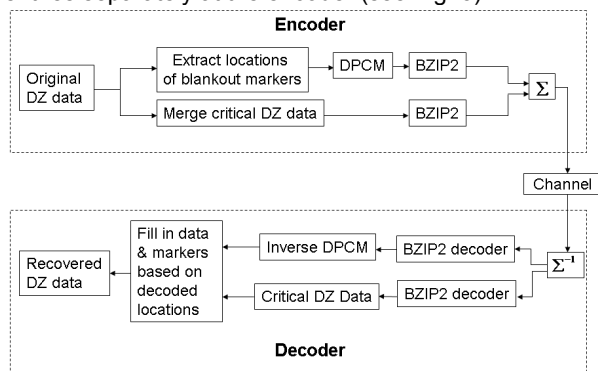 Encoder
Original
DZ data
Extract locations
of blankout markers
DPCM
BZIP2
Merge critical DZ data
BZIP2
Σ
Channel
Σ⁻¹
BZIP2 decoder
Inverse DPCM
BZIP2 decoder
Critical DZ Data
Fill in data
& markers
based on
decoded
locations
Recovered
DZ data
Decoder